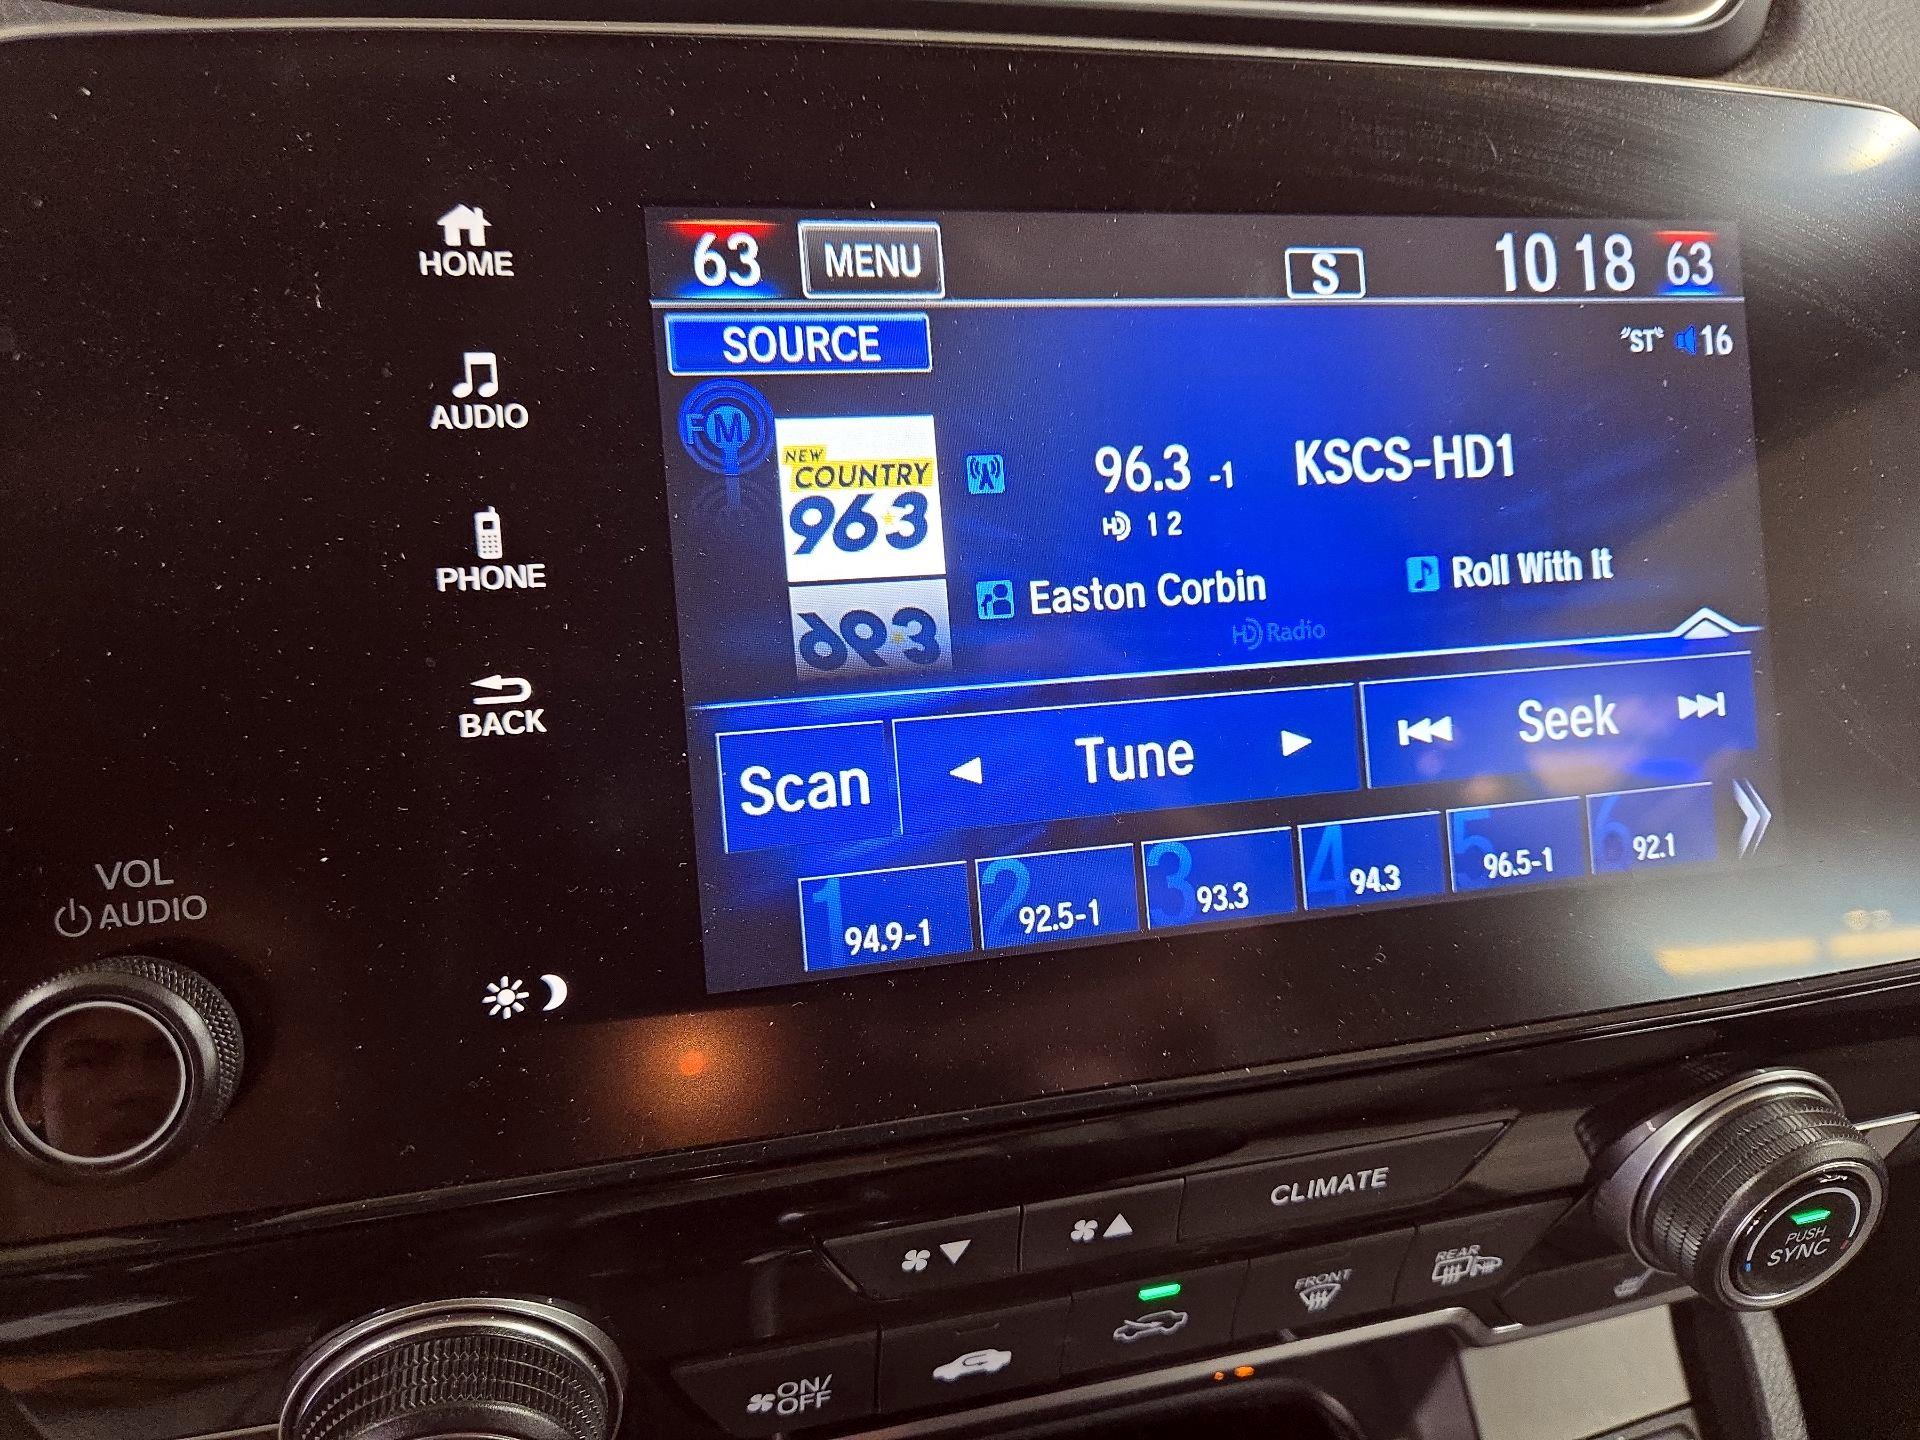 HOME
AUDIO
PHONE
BACK
VOL
AUDIO
63 MENU S 10 18 63
SOURCE "ST" 16
FM
NEW
COUNTRY
96.3
96.3 -1 KSCS-HD1
HD 1 2
Easton Corbin Roll With It
HD Radio
Scan Tune Seek
1 94.9-1 2 92.5-1 3 93.3 4 94.3 5 96.5-1 6 92.1
CLIMATE
FRONT
REAR
ON/
OFF
PUSH
SYNC